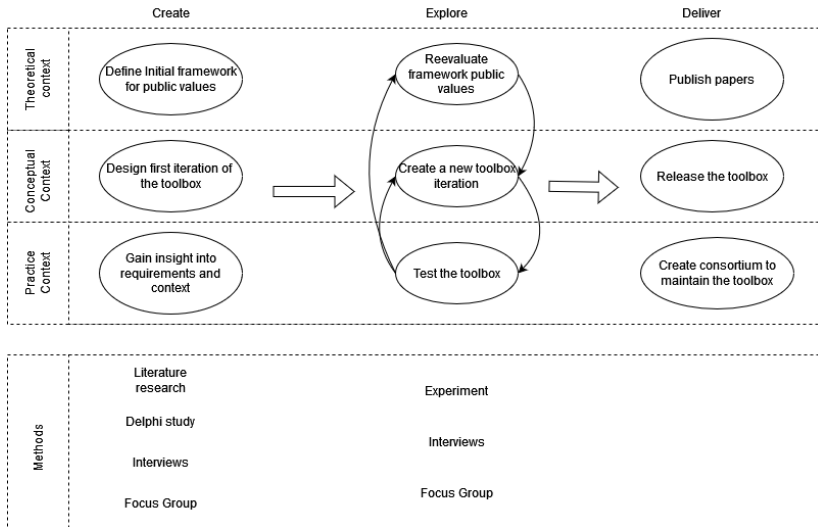 Create
Explore
Deliver
Theoretical
context
Define Initial framework
for public values
Reevaluate
framework public
values
Publish papers
Conceptual
Context
Design first iteration of
the toolbox
Create a new toolbox
iteration
Release the toolbox
Practice
Context
Gain insight into
requirements and
context
Test the toolbox
Create consortium to
maintain the toolbox
Methods
Literature
research
Delphi study
Interviews
Focus Group
Experiment
Interviews
Focus Group